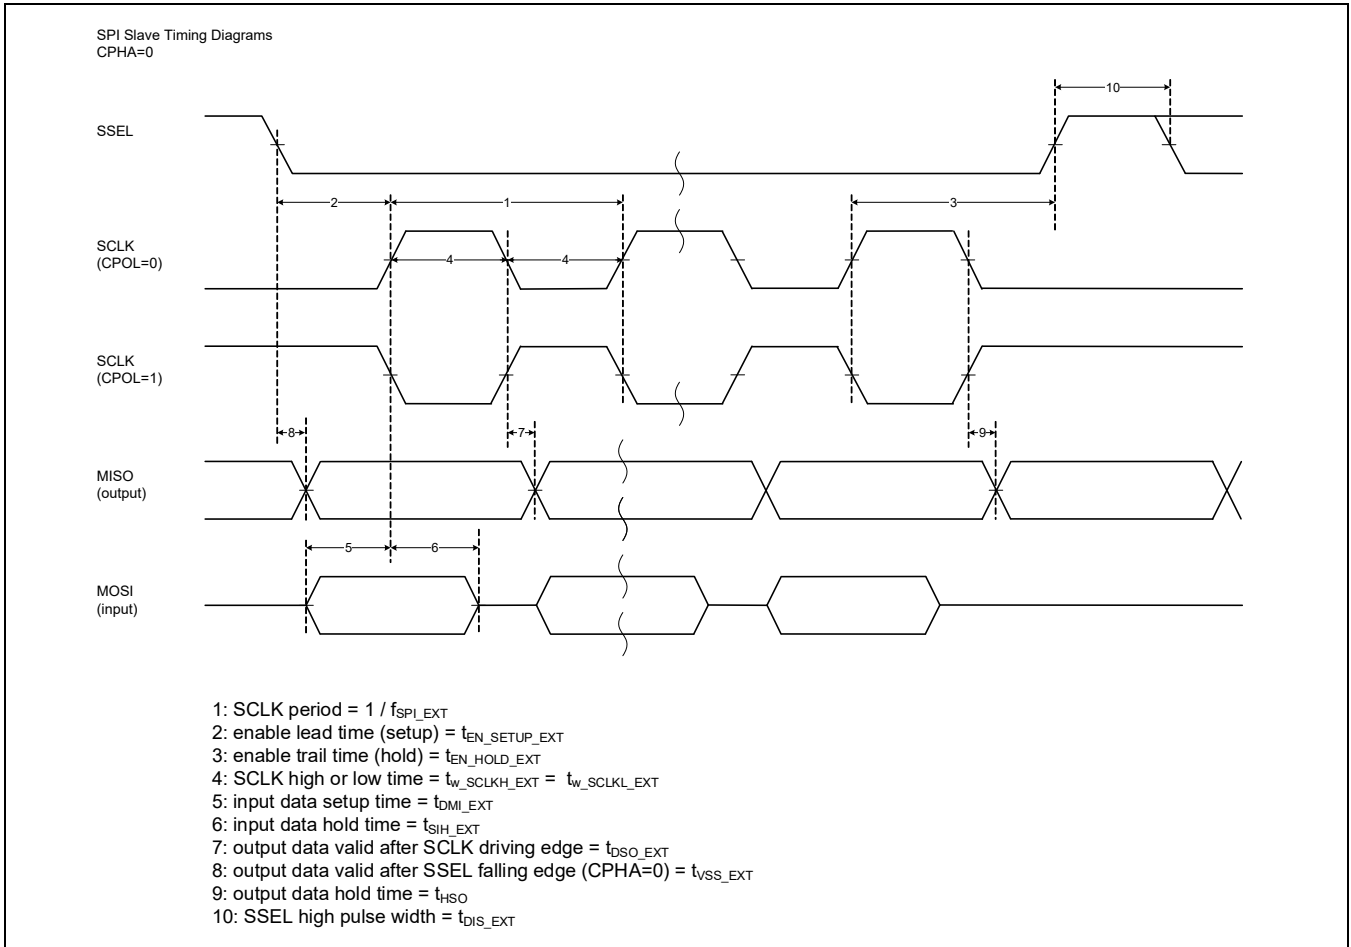 SPI Slave Timing Diagrams
CPHA=0
10
SSEL
2
1
3
SCLK
(CPOL=0)
4
4
SCLK
(CPOL=1)
8
7
9
MISO
(output)
5
6
MOSI
(input)
1: SCLK period = 1 / fSPI_EXT
2: enable lead time (setup) = tEN_SETUP_EXT
3: enable trail time (hold) = tEN_HOLD_EXT
4: SCLK high or low time = tw_SCLKH_EXT = tw_SCLKL_EXT
5: input data setup time = tDMI_EXT
6: input data hold time = tSIH_EXT
7: output data valid after SCLK driving edge = tDSO_EXT
8: output data valid after SSEL falling edge (CPHA=0) = tVSS_EXT
9: output data hold time = tHSO
10: SSEL high pulse width = tDIS_EXT